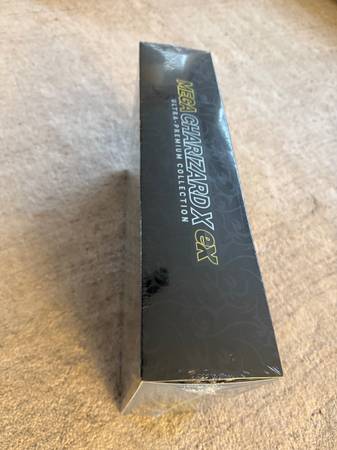 MEGA CHARIZARD X ex
ULTRA-PREMIUM COLLECTION